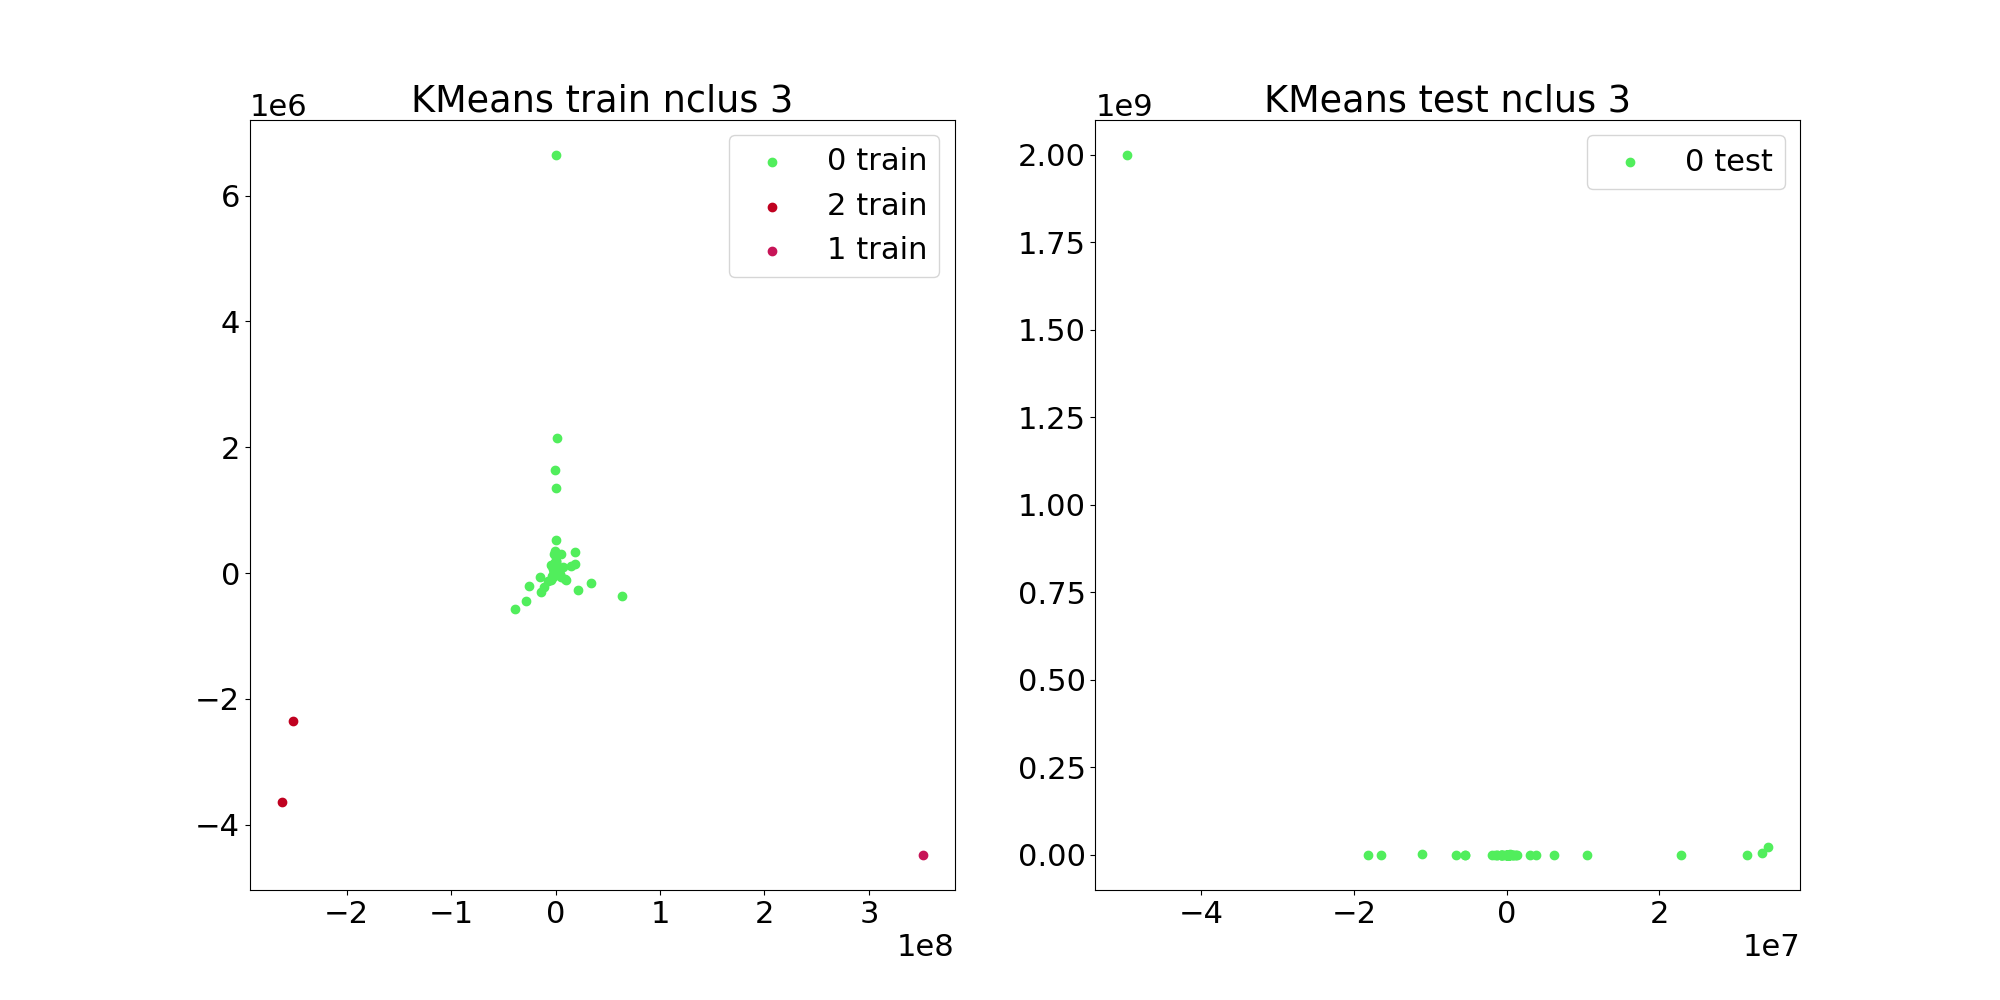 KMeans train nclus 3
1e6
0 train
2 train
1 train
6
4
2
0
−2
−4
−2 −1 0 1 2 3
1e8
KMeans test nclus 3
1e9
0 test
2.00
1.75
1.50
1.25
1.00
0.75
0.50
0.25
0.00
−4 −2 0 2
1e7